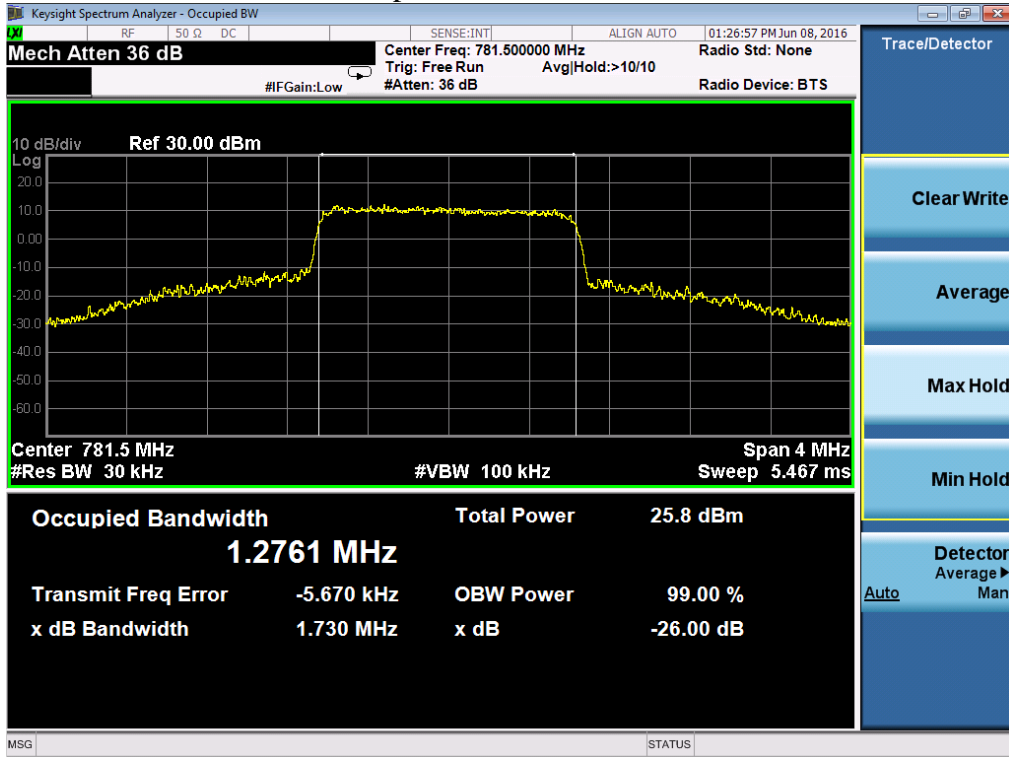 Keysight Spectrum Analyzer - Occupied BW
LXI RF 50 Ω DC SENSE:INT ALIGN AUTO 01:26:57 PM Jun 08, 2016
Mech Atten 36 dB
Center Freq: 781.500000 MHz
Radio Std: None
Trig: Free Run Avg|Hold:>10/10
#IFGain:Low
#Atten: 36 dB
Radio Device: BTS
10 dB/div Ref 30.00 dBm
Log
20.0
10.0
0.00
-10.0
-20.0
-30.0
-40.0
-50.0
-60.0
Center 781.5 MHz
Span 4 MHz
#Res BW 30 kHz
#VBW 100 kHz
Sweep 5.467 ms
Occupied Bandwidth
1.2761 MHz
Total Power 25.8 dBm
Transmit Freq Error -5.670 kHz
OBW Power 99.00 %
x dB Bandwidth 1.730 MHz
x dB -26.00 dB
Trace/Detector
Clear Write
Average
Max Hold
Min Hold
Detector
Average
Auto Man
MSG
STATUS